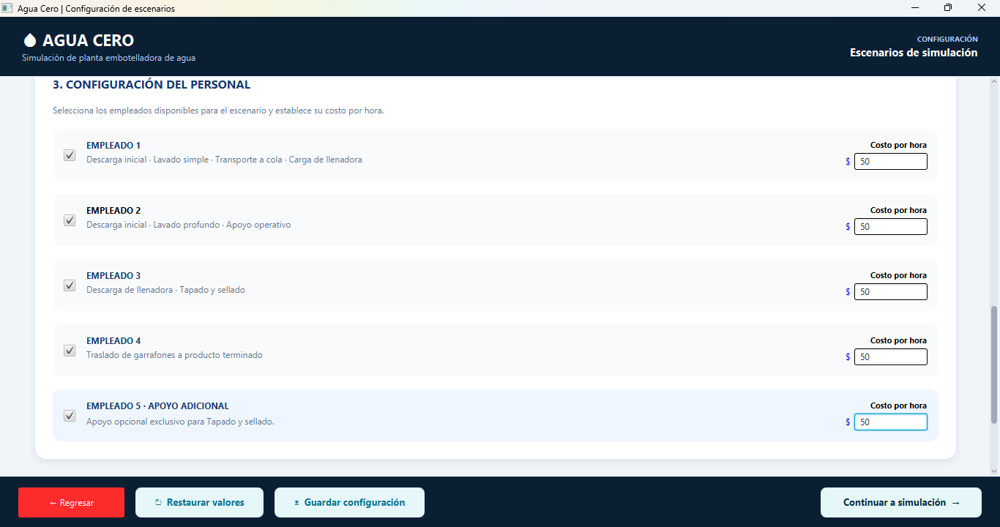 Agua Cero | Configuración de escenarios
AGUA CERO
Simulación de planta embotelladora de agua
CONFIGURACIÓN
Escenarios de simulación
3. CONFIGURACIÓN DEL PERSONAL
Selecciona los empleados disponibles para el escenario y establece su costo por hora.
EMPLEADO 1
Descarga inicial · Lavado simple · Transporte a cola · Carga de llenadora
Costo por hora
$ 50
EMPLEADO 2
Descarga inicial · Lavado profundo · Apoyo operativo
Costo por hora
$ 50
EMPLEADO 3
Descarga de llenadora · Tapado y sellado
Costo por hora
$ 50
EMPLEADO 4
Traslado de garrafones a producto terminado
Costo por hora
$ 50
EMPLEADO 5 · APOYO ADICIONAL
Apoyo opcional exclusivo para Tapado y sellado.
Costo por hora
$ 50
← Regresar
Restaurar valores
Guardar configuración
Continuar a simulación →